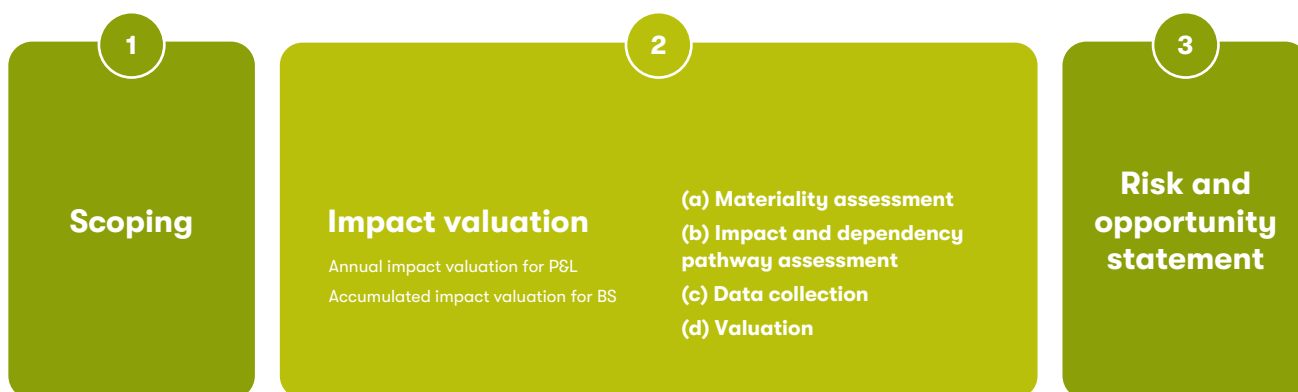 1
Scoping
2
Impact valuation
Annual impact valuation for P&L
Accumulated impact valuation for BS
(a) Materiality assessment
(b) Impact and dependency
pathway assessment
(c) Data collection
(d) Valuation
3
Risk and
opportunity
statement